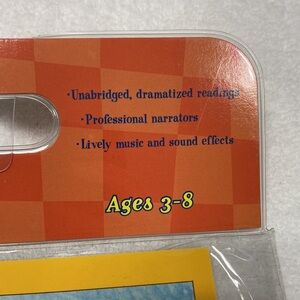 ·Unabridged, dramatized readings
·Professional narrators
·Lively music and sound effects
Ages 3-8